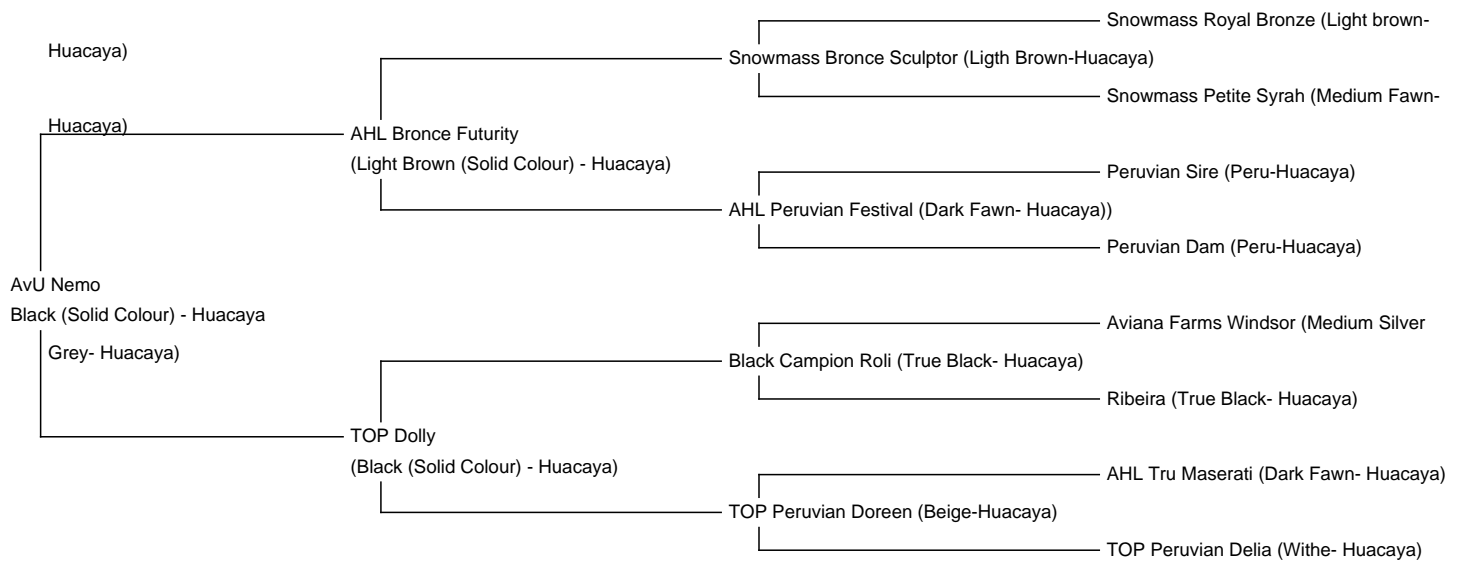 Snowmass Royal Bronze (Light brown-
Huacaya)
Snowmass Bronce Sculptor (Ligth Brown-Huacaya)
Snowmass Petite Syrah (Medium Fawn-
Huacaya)
AHL Bronce Futurity
(Light Brown (Solid Colour) - Huacaya)
Peruvian Sire (Peru-Huacaya)
AHL Peruvian Festival (Dark Fawn- Huacaya))
Peruvian Dam (Peru-Huacaya)
AvU Nemo
Black (Solid Colour) - Huacaya
Aviana Farms Windsor (Medium Silver
Grey- Huacaya)
Black Campion Roli (True Black- Huacaya)
Ribeira (True Black- Huacaya)
TOP Dolly
(Black (Solid Colour) - Huacaya)
AHL Tru Maserati (Dark Fawn- Huacaya)
TOP Peruvian Doreen (Beige-Huacaya)
TOP Peruvian Delia (Withe- Huacaya)